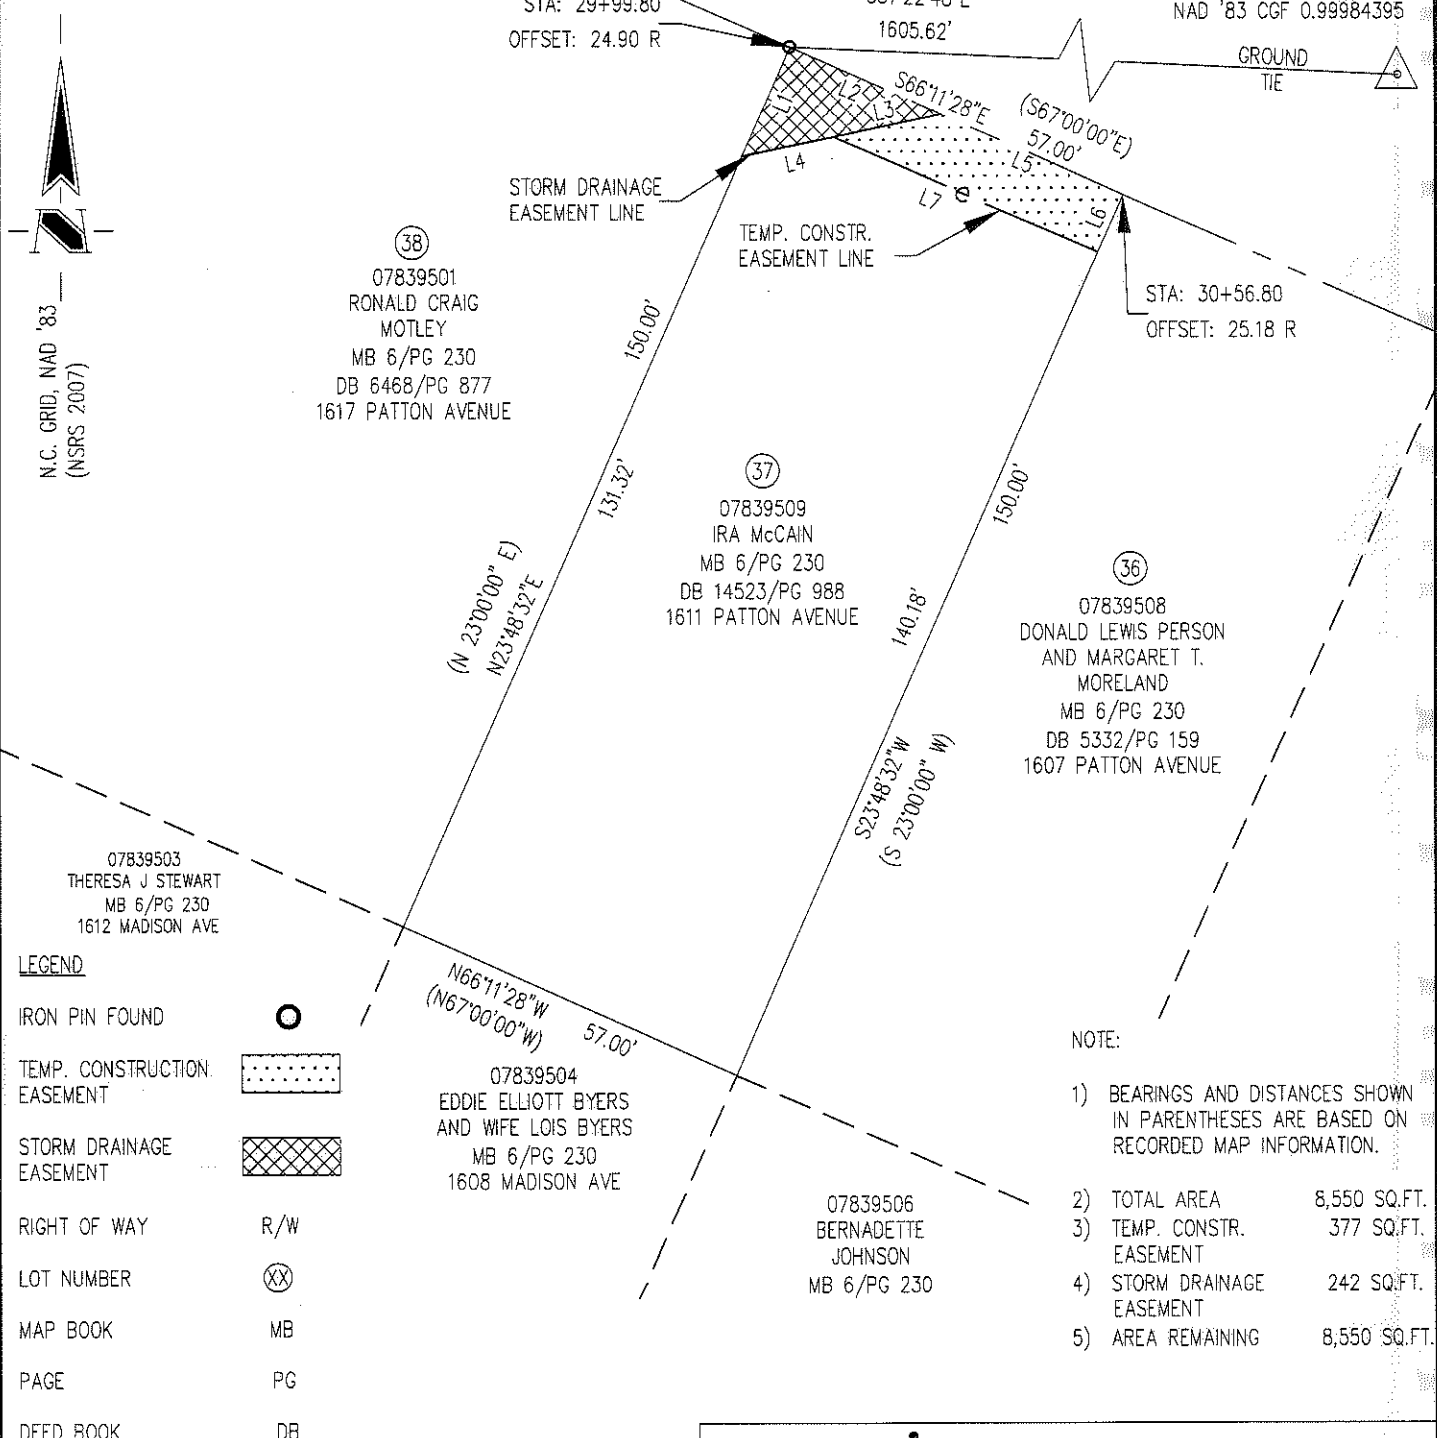 STA: 29+99.80
OFFSET: 24.90 R
1605.62'
NAD '83 CGF 0.99984395
GROUND
TIE
L1
L2
L3
S66°11'28"E
(S67°00'00"E)
57.00'
L4
L5
L6
L7
STORM DRAINAGE
EASEMENT LINE
TEMP. CONSTR.
EASEMENT LINE
STA: 30+56.80
OFFSET: 25.18 R
N
N.C. GRID, NAD '83
(NSRS 2007)
38
07839501
RONALD CRAIG
MOTLEY
MB 6/PG 230
DB 6468/PG 877
1617 PATTON AVENUE
150.00'
131.32'
(N 23°00'00" E)
N23°48'32"E
37
07839509
IRA McCAIN
MB 6/PG 230
DB 14523/PG 988
1611 PATTON AVENUE
150.00'
140.18'
S23°48'32"W
(S 23°00'00" W)
36
07839508
DONALD LEWIS PERSON
AND MARGARET T.
MORELAND
MB 6/PG 230
DB 5332/PG 159
1607 PATTON AVENUE
07839503
THERESA J STEWART
MB 6/PG 230
1612 MADISON AVE
N66°11'28"W
(N67°00'00"W)
57.00'
07839504
EDDIE ELLIOTT BYERS
AND WIFE LOIS BYERS
MB 6/PG 230
1608 MADISON AVE
07839506
BERNADETTE
JOHNSON
MB 6/PG 230
LEGEND
IRON PIN FOUND
TEMP. CONSTRUCTION
EASEMENT
STORM DRAINAGE
EASEMENT
RIGHT OF WAY R/W
LOT NUMBER XX
MAP BOOK MB
PAGE PG
DEED BOOK DB
NOTE:
1) BEARINGS AND DISTANCES SHOWN
IN PARENTHESES ARE BASED ON
RECORDED MAP INFORMATION.
2) TOTAL AREA 8,550 SQ.FT.
3) TEMP. CONSTR. 377 SQ.FT.
EASEMENT
4) STORM DRAINAGE 242 SQ.FT.
EASEMENT
5) AREA REMAINING 8,550 SQ.FT.